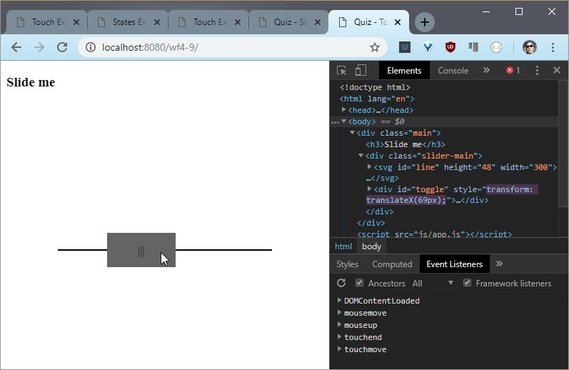 Touch Ex
States Ex
Touch Exp
Quiz - Si
Quiz - To
localhost:8080/wf4-9/
Slide me
Elements
Console
»
1
<!doctype html>
<html lang="en">
<head>…</head>
… <body> == $0
<div class="main">
<h3>Slide me</h3>
<div class="slider-main">
<svg id="line" height="48" width="300">
…</svg>
<div id="toggle" style="transform:
translateX(69px);">…</div>
</div>
</div>
<script src="js/app.js"></script>
html body
Styles Computed Event Listeners »
Ancestors All Framework listeners
DOMContentLoaded
mousemove
mouseup
touchend
touchmove